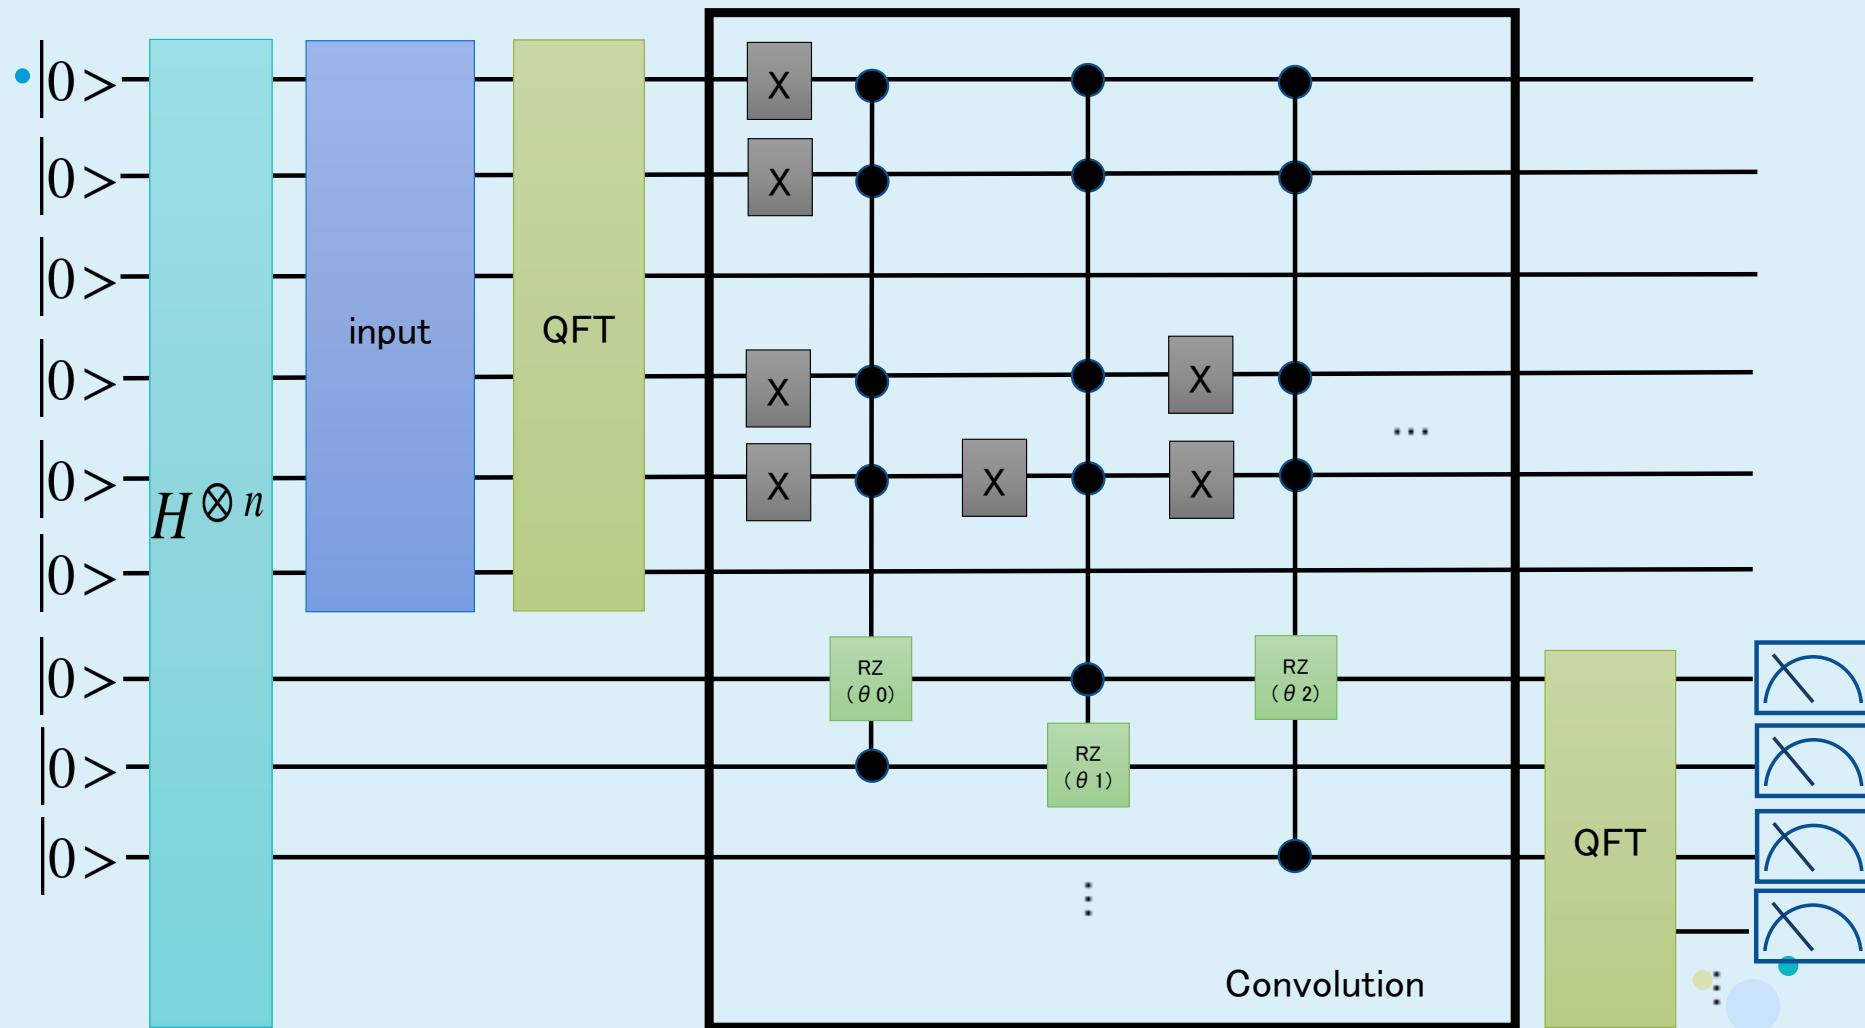 |0>
|0>
|0>
|0>
|0>
|0>
|0>
|0>
|0>
H⊗n
input
QFT
X
X
X
X
X
X
X
RZ
(θ0)
RZ
(θ1)
RZ
(θ2)
…
⋮
Convolution
QFT
⋮